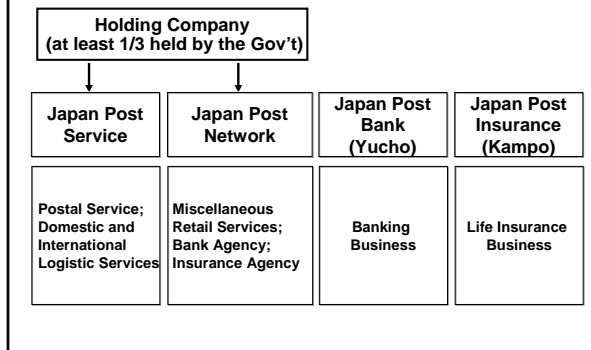 Holding Company
(at least 1/3 held by the Gov't)
Japan Post
Service
Japan Post
Network
Japan Post
Bank
(Yucho)
Japan Post
Insurance
(Kampo)
Postal Service;
Domestic and
International
Logistic Services
Miscellaneous
Retail Services;
Bank Agency;
Insurance Agency
Banking
Business
Life Insurance
Business